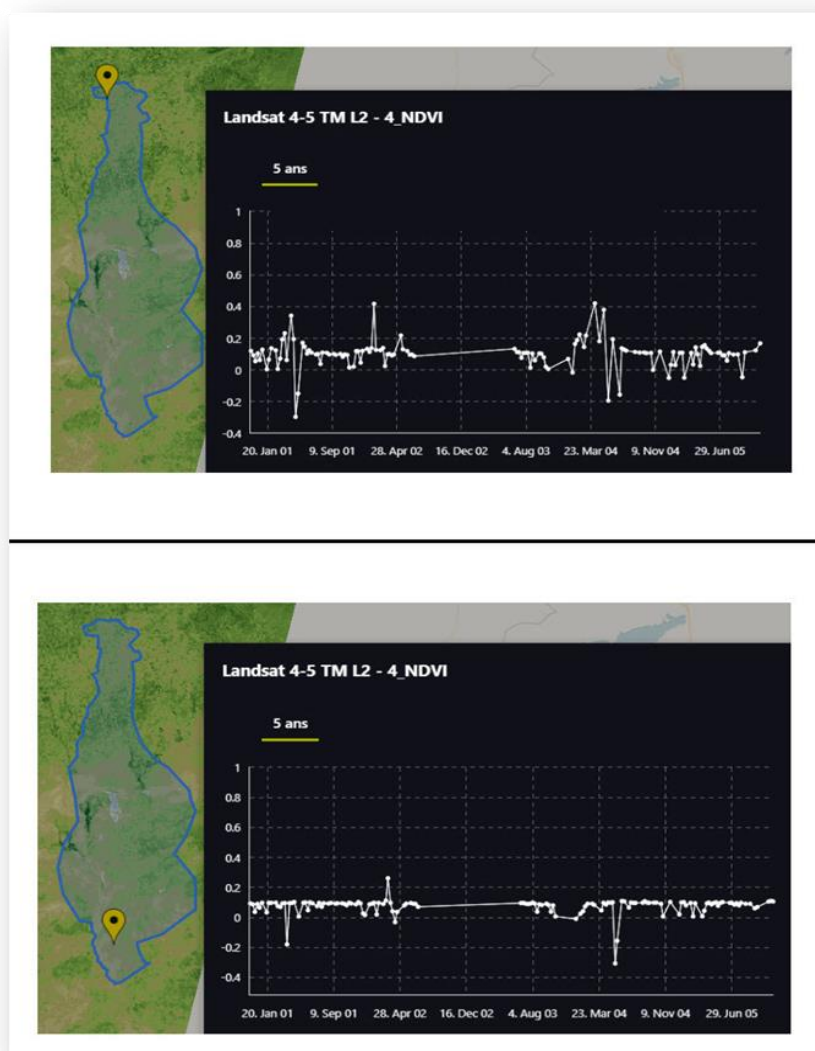 Landsat 4-5 TM L2 - 4_NDVI
5 ans
1
0.8
0.6
0.4
0.2
0
-0.2
-0.4
20. Jan 01 9. Sep 01 28. Apr 02 16. Dec 02 4. Aug 03 23. Mar 04 9. Nov 04 29. Jun 05
Landsat 4-5 TM L2 - 4_NDVI
5 ans
1
0.8
0.6
0.4
0.2
0
-0.2
-0.4
20. Jan 01 9. Sep 01 28. Apr 02 16. Dec 02 4. Aug 03 23. Mar 04 9. Nov 04 29. Jun 05